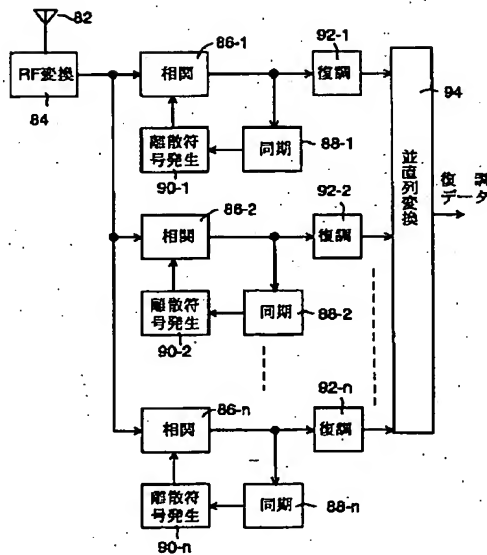 82
RF変換
84
86-1
相関
離散符
号発生
90-1
同期
88-1
92-1
復調
94
並直列変換
復調
データ
86-2
相関
離散符
号発生
90-2
同期
88-2
92-2
復調
86-n
相関
離散符
号発生
90-n
同期
88-n
92-n
復調